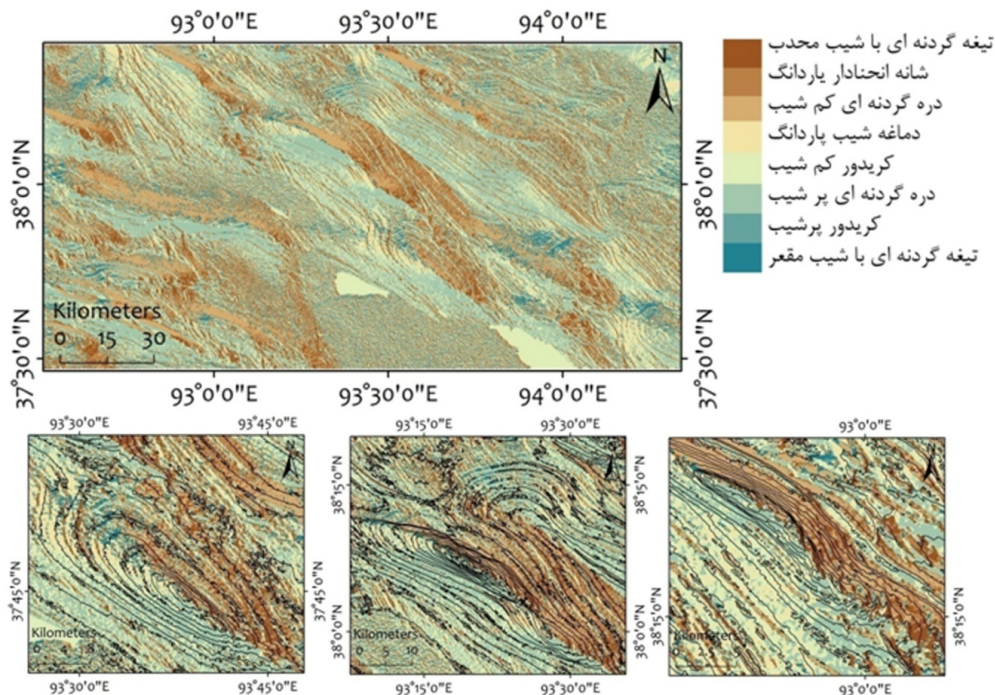 93°0'0"E 93°30'0"E 94°0'0"E
N
38°0'0"N
37°30'0"N
38°0'0"N
37°30'0"N
Kilometers
0 15 30
93°0'0"E 93°30'0"E 94°0'0"E
تیغه گردنه ای با شیب محدب
شانه انحنادار یاردانگ
دره گردنه ای کم شیب
دماغه شیب یاردانگ
کریدور کم شیب
دره گردنه ای پر شیب
کریدور پرشیب
تیغه گردنه ای با شیب مقعر
93°30'0"E 93°45'0"E
37°45'0"N
37°45'0"N
Kilometers
0 4 8
93°30'0"E 93°45'0"E
93°15'0"E 93°30'0"E
38°15'0"N
38°0'0"N
38°15'0"N
38°0'0"N
Kilometers
0 5 10
93°15'0"E 93°30'0"E
93°0'0"E
38°15'0"N
38°15'0"N
Kilometers
93°0'0"E